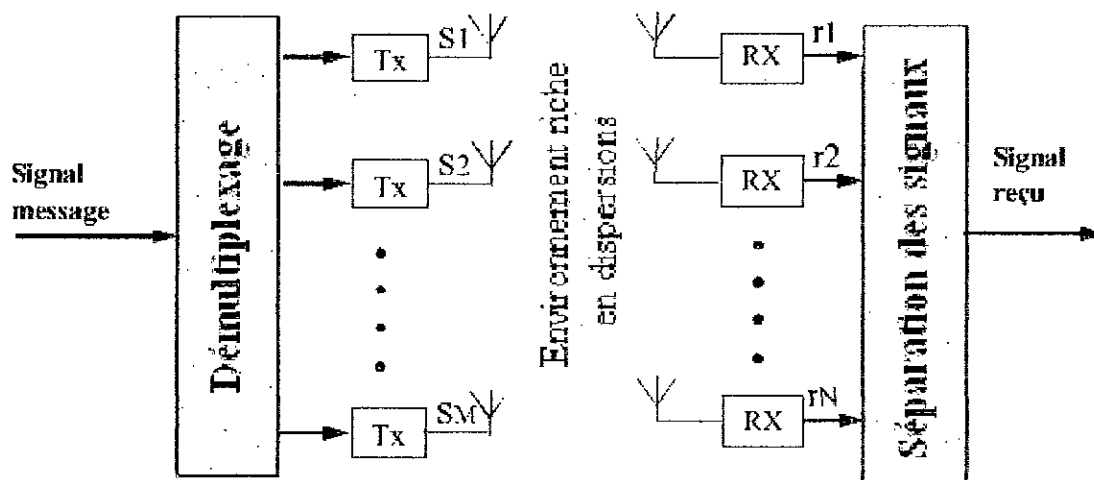 Signal
message
Démultiplexage
Tx
S1
Tx
S2
Tx
SM
Environnement riche
en dispersions
RX
r1
RX
r2
RX
rN
Séparation des signaux
Signal
reçu